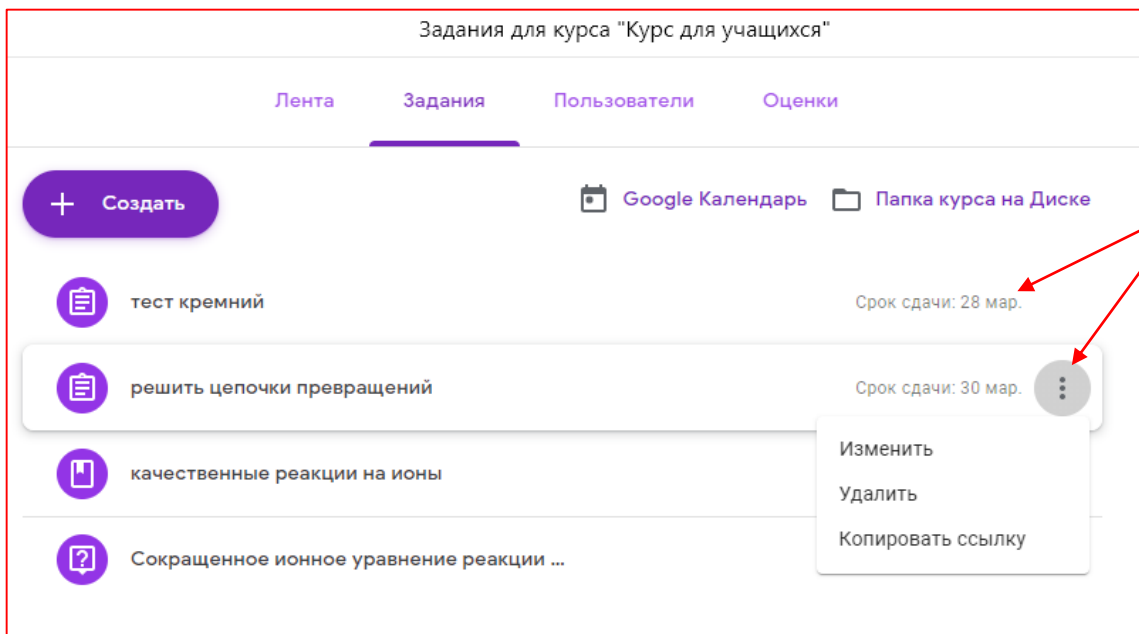 Задания для курса "Курс для учащихся"
Лента Задания Пользователи Оценки
Создать Google Календарь Папка курса на Диске
тест кремний Срок сдачи: 28 мар.
решить цепочки превращений Срок сдачи: 30 мар.
Изменить
качественные реакции на ионы
Удалить
Копировать ссылку
Сокращенное ионное уравнение реакции ...